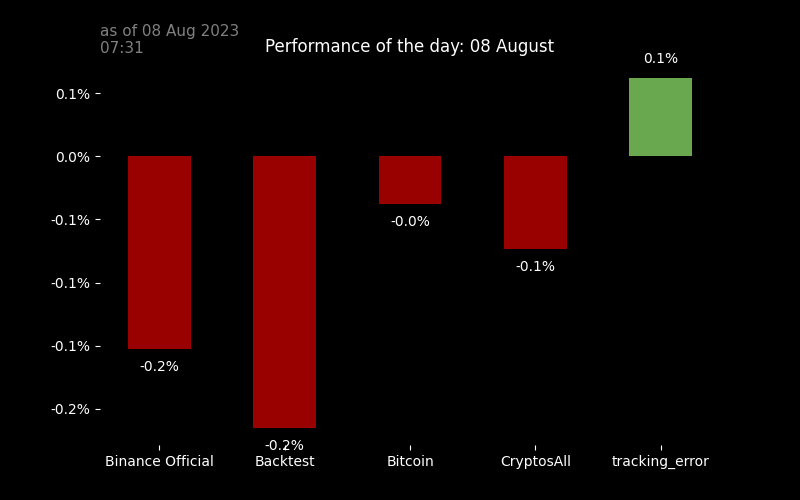 as of 08 Aug 2023
07:31
Performance of the day: 08 August
0.1%
0.1%
0.0%
-0.1%
-0.0%
-0.1%
-0.1%
-0.1%
-0.2%
-0.2%
-0.2%
Binance Official
Backtest
Bitcoin
CryptosAll
tracking_error